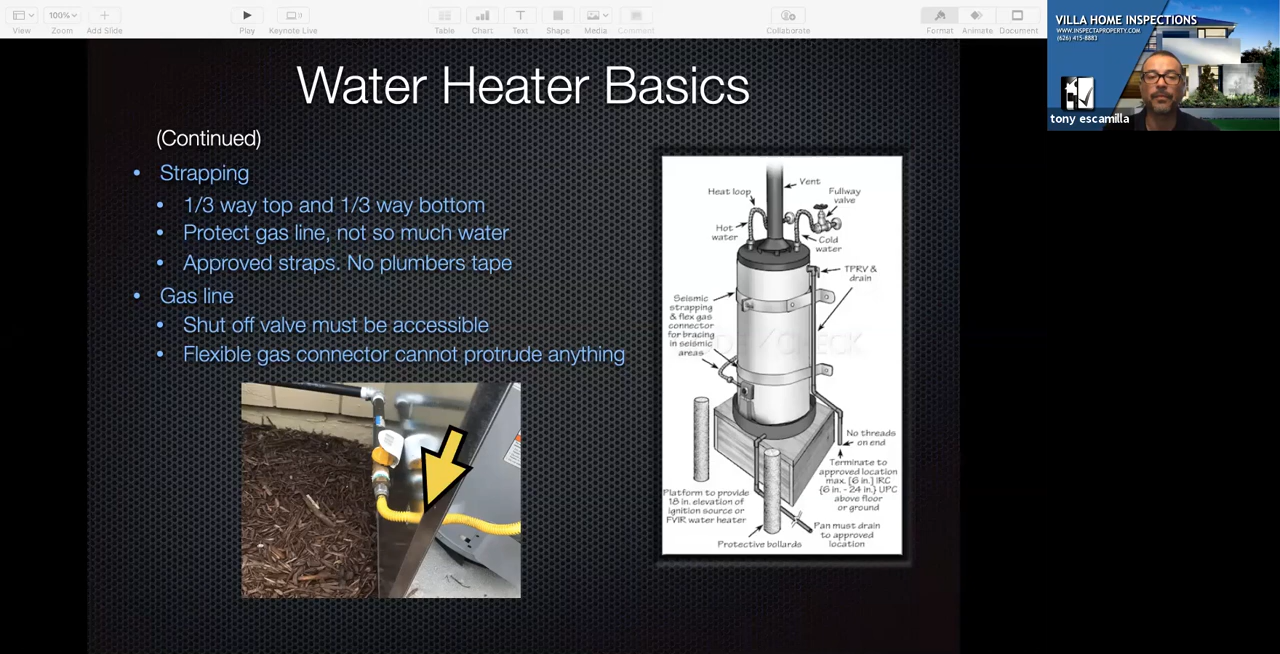 View
100%
Zoom
Add Slide
Play
Keynote Live
Table
Chart
Text
Shape
Media
Comment
Collaborate
Format
Animate
Document
VILLA HOME INSPECTIONS
WWW.INSPECTAPROPERTY.COM
(626) 415-8883
tony escamilla
Water Heater Basics
(Continued)
• Strapping
• 1/3 way top and 1/3 way bottom
• Protect gas line, not so much water
• Approved straps. No plumbers tape
• Gas line
• Shut off valve must be accessible
• Flexible gas connector cannot protrude anything
Vent
Heat loop
Fullway
valve
Hot
water
Cold
water
TPRV &
drain
Seismic
strapping
& flex gas
connector
for bracing
in seismic
areas
No threads
on end
Terminate to
approved location
max. [6 in.] IRC
{6 in. - 24 in.} UPC
above floor
or ground
Platform to provide
18 in. elevation of
ignition source or
FVIR water heater
Pan must drain
to approved
location
Protective bollards